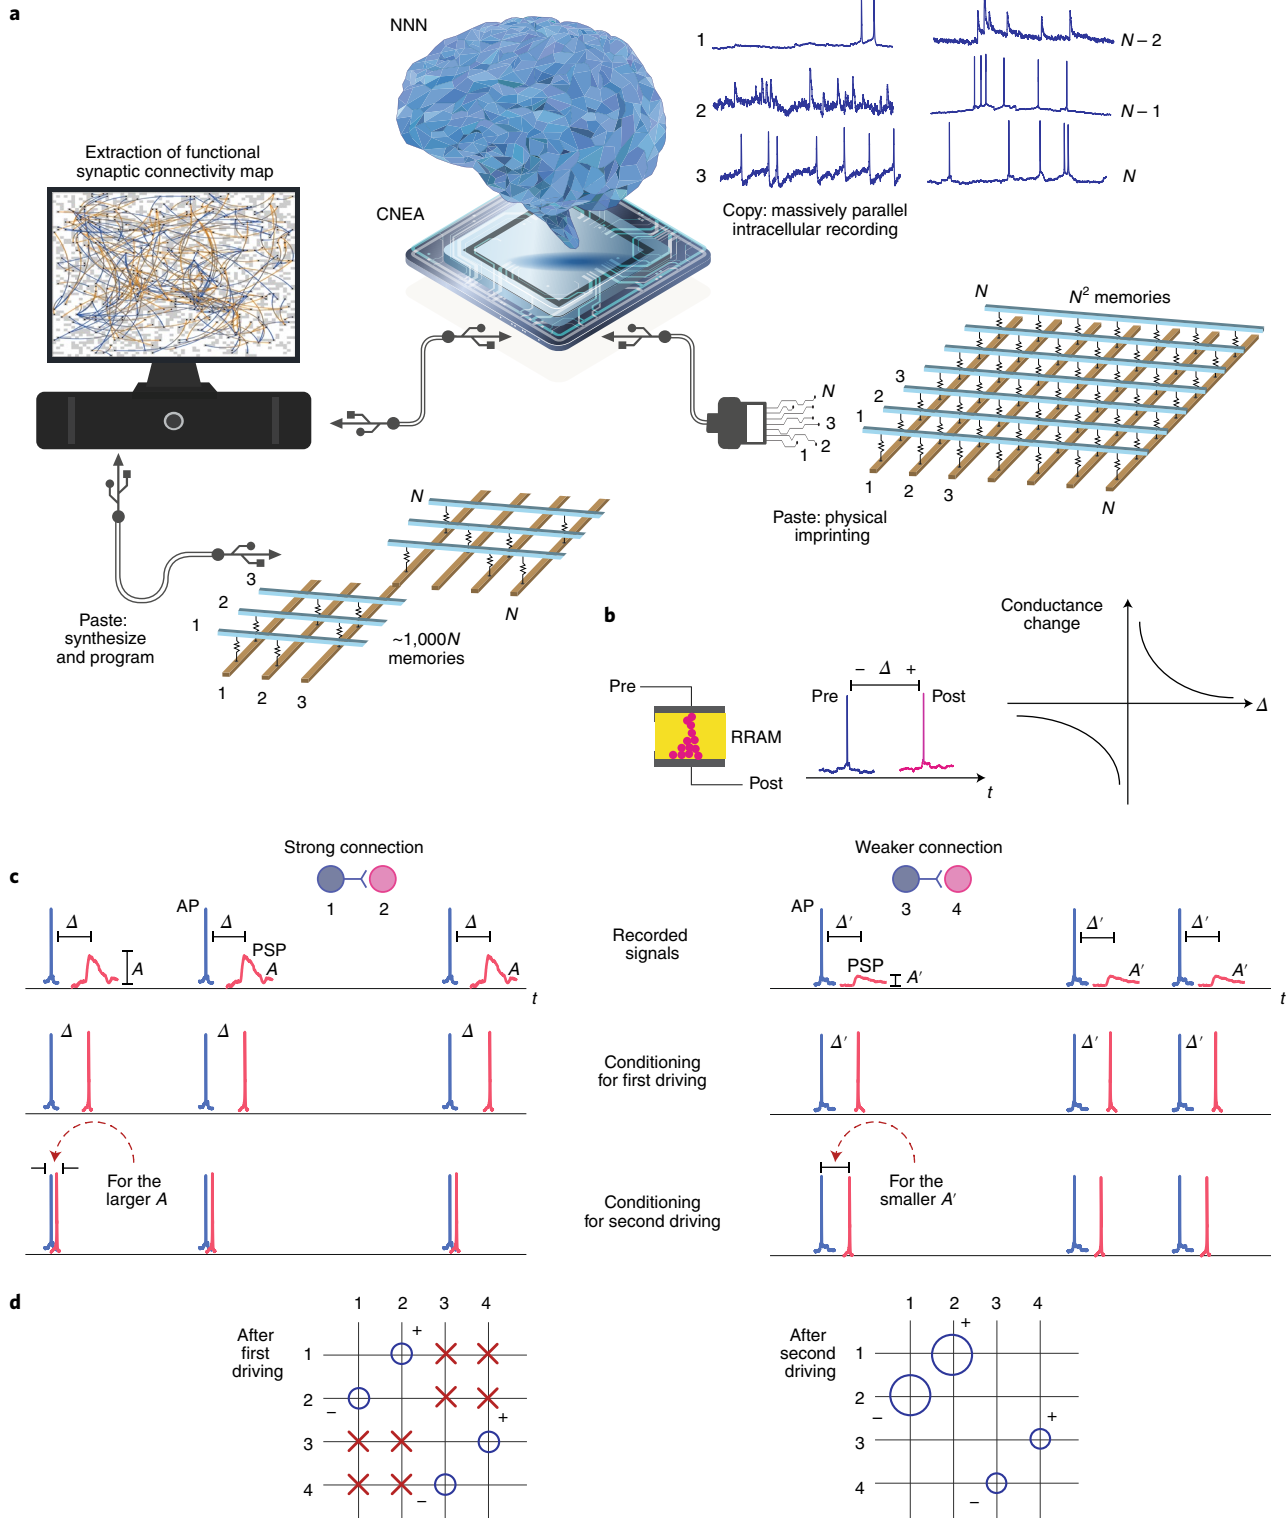 a
NNN
1
N – 2
2
N – 1
3
N
Extraction of functional
synaptic connectivity map
CNEA
Copy: massively parallel
intracellular recording
N
N² memories
3
2
1
N
3
2
1
1
2
3
N
Paste: physical
imprinting
N
3
2
1
N
Paste:
synthesize
and program
~1,000N
memories
1
2
3
b
Conductance
change
Pre
RRAM
Post
– Δ +
Pre
Post
t
Δ
c
Strong connection
1
2
Weaker connection
3
4
AP
Δ
Δ
Δ
A
PSP
A
A
t
Recorded
signals
AP
Δ′
Δ′
Δ′
PSP
A′
A′
A′
t
Δ
Δ
Δ
Conditioning
for first driving
Δ′
Δ′
Δ′
For the
larger A
Conditioning
for second driving
For the
smaller A′
d
1 2 3 4
After
first
driving
+
1
2
–
+
3
4
–
1 2 3 4
After
second
driving
+
1
2
–
+
3
4
–